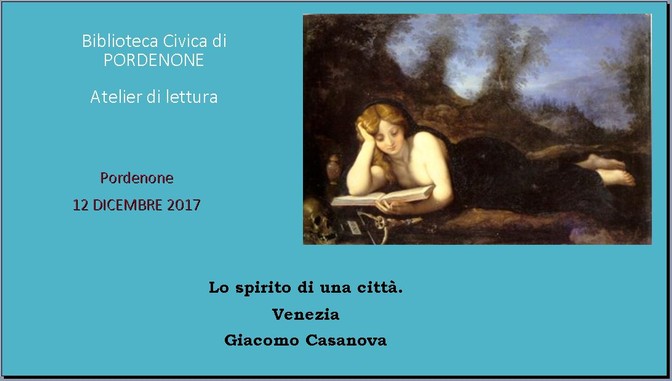 Biblioteca Civica di
PORDENONE
Atelier di lettura
Pordenone
12 DICEMBRE 2017
Lo spirito di una città.
Venezia
Giacomo Casanova